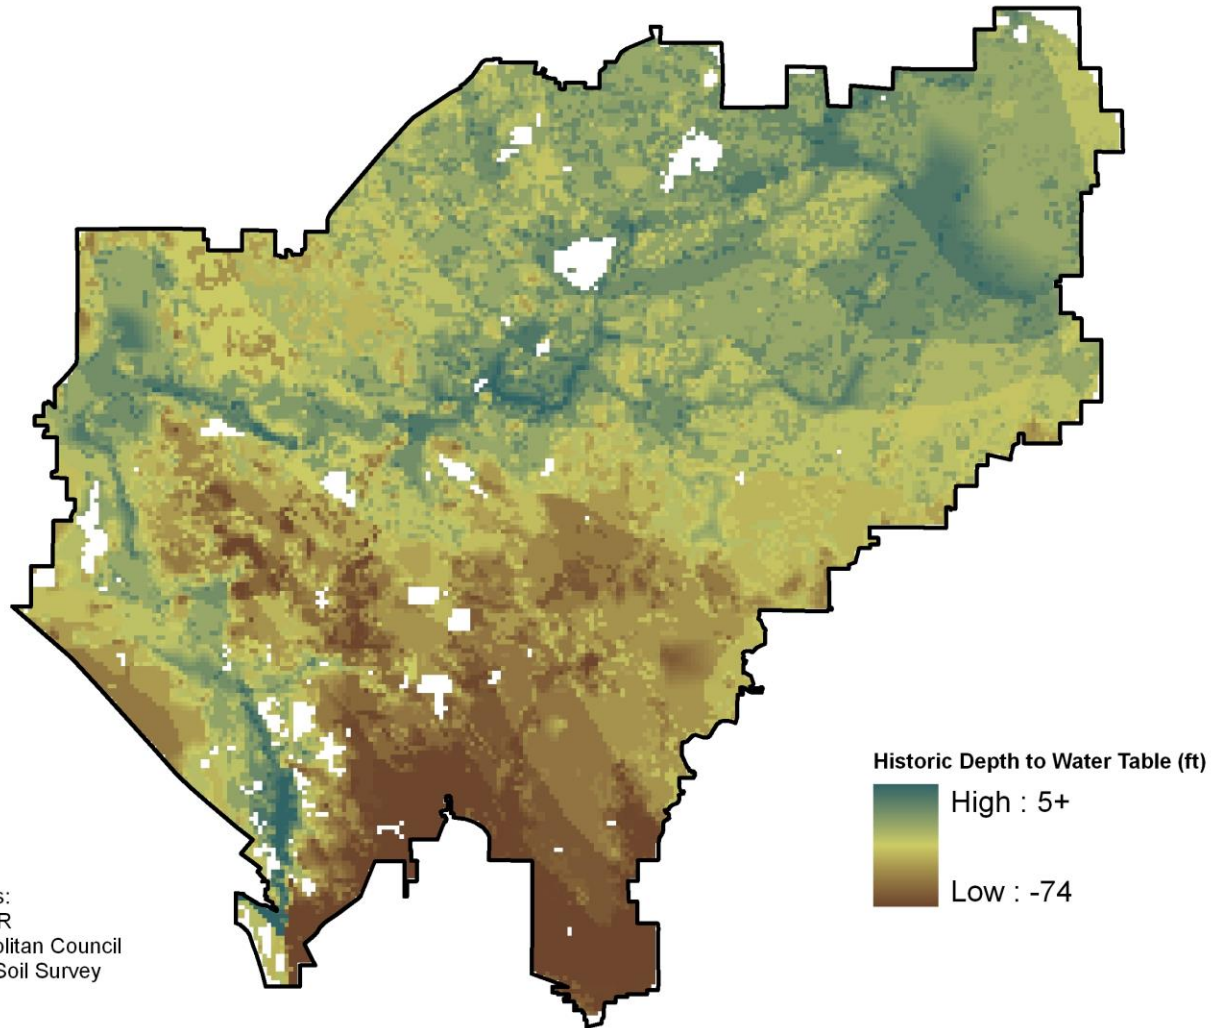 Historic Depth to Water Table (ft)
High : 5+
Low : -74
s:
R
olitan Council
Soil Survey